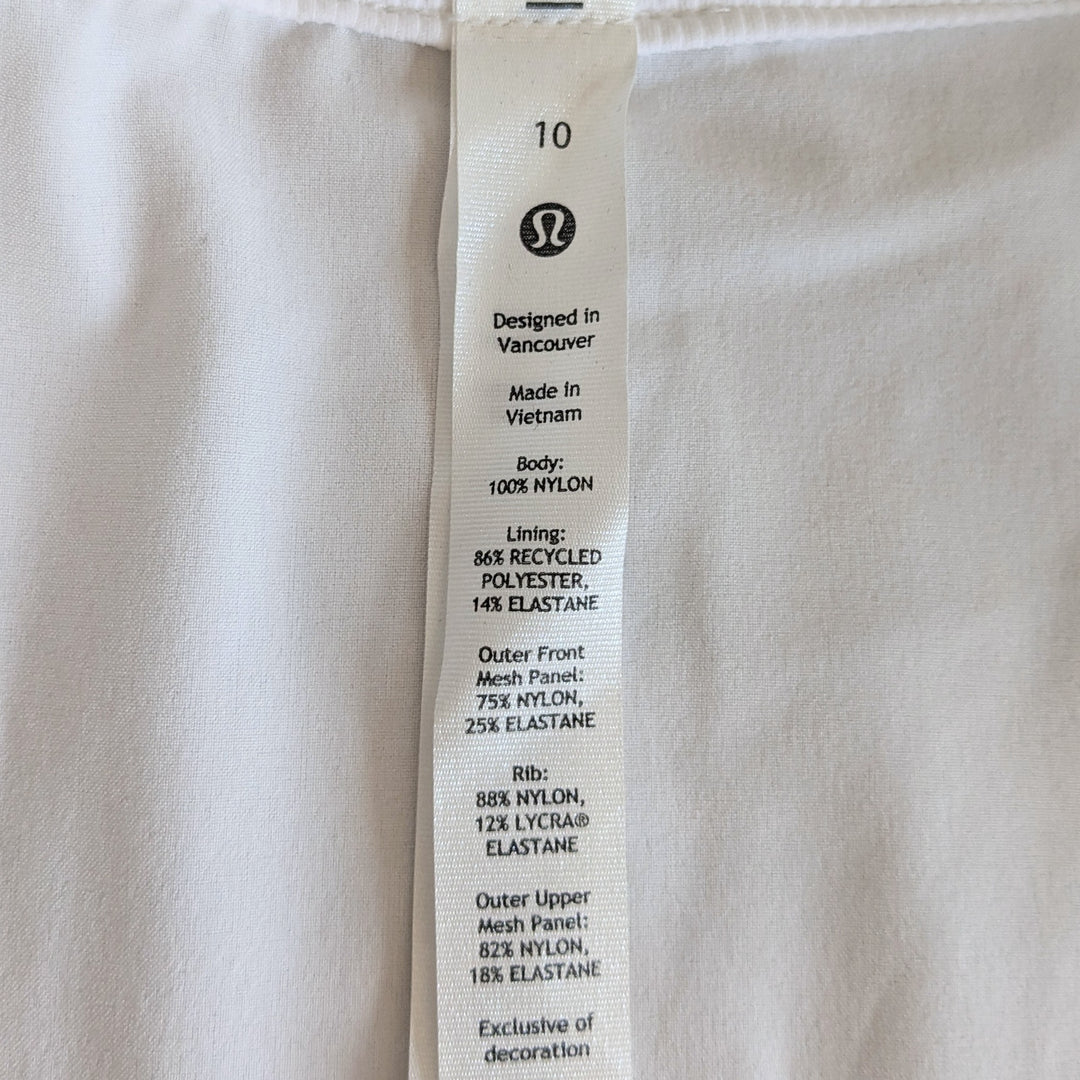 10
Designed in
Vancouver
Made in
Vietnam
Body:
100% NYLON
Lining:
86% RECYCLED
POLYESTER,
14% ELASTANE
Outer Front
Mesh Panel:
75% NYLON,
25% ELASTANE
Rib:
88% NYLON,
12% LYCRA®
ELASTANE
Outer Upper
Mesh Panel:
82% NYLON,
18% ELASTANE
Exclusive of
decoration